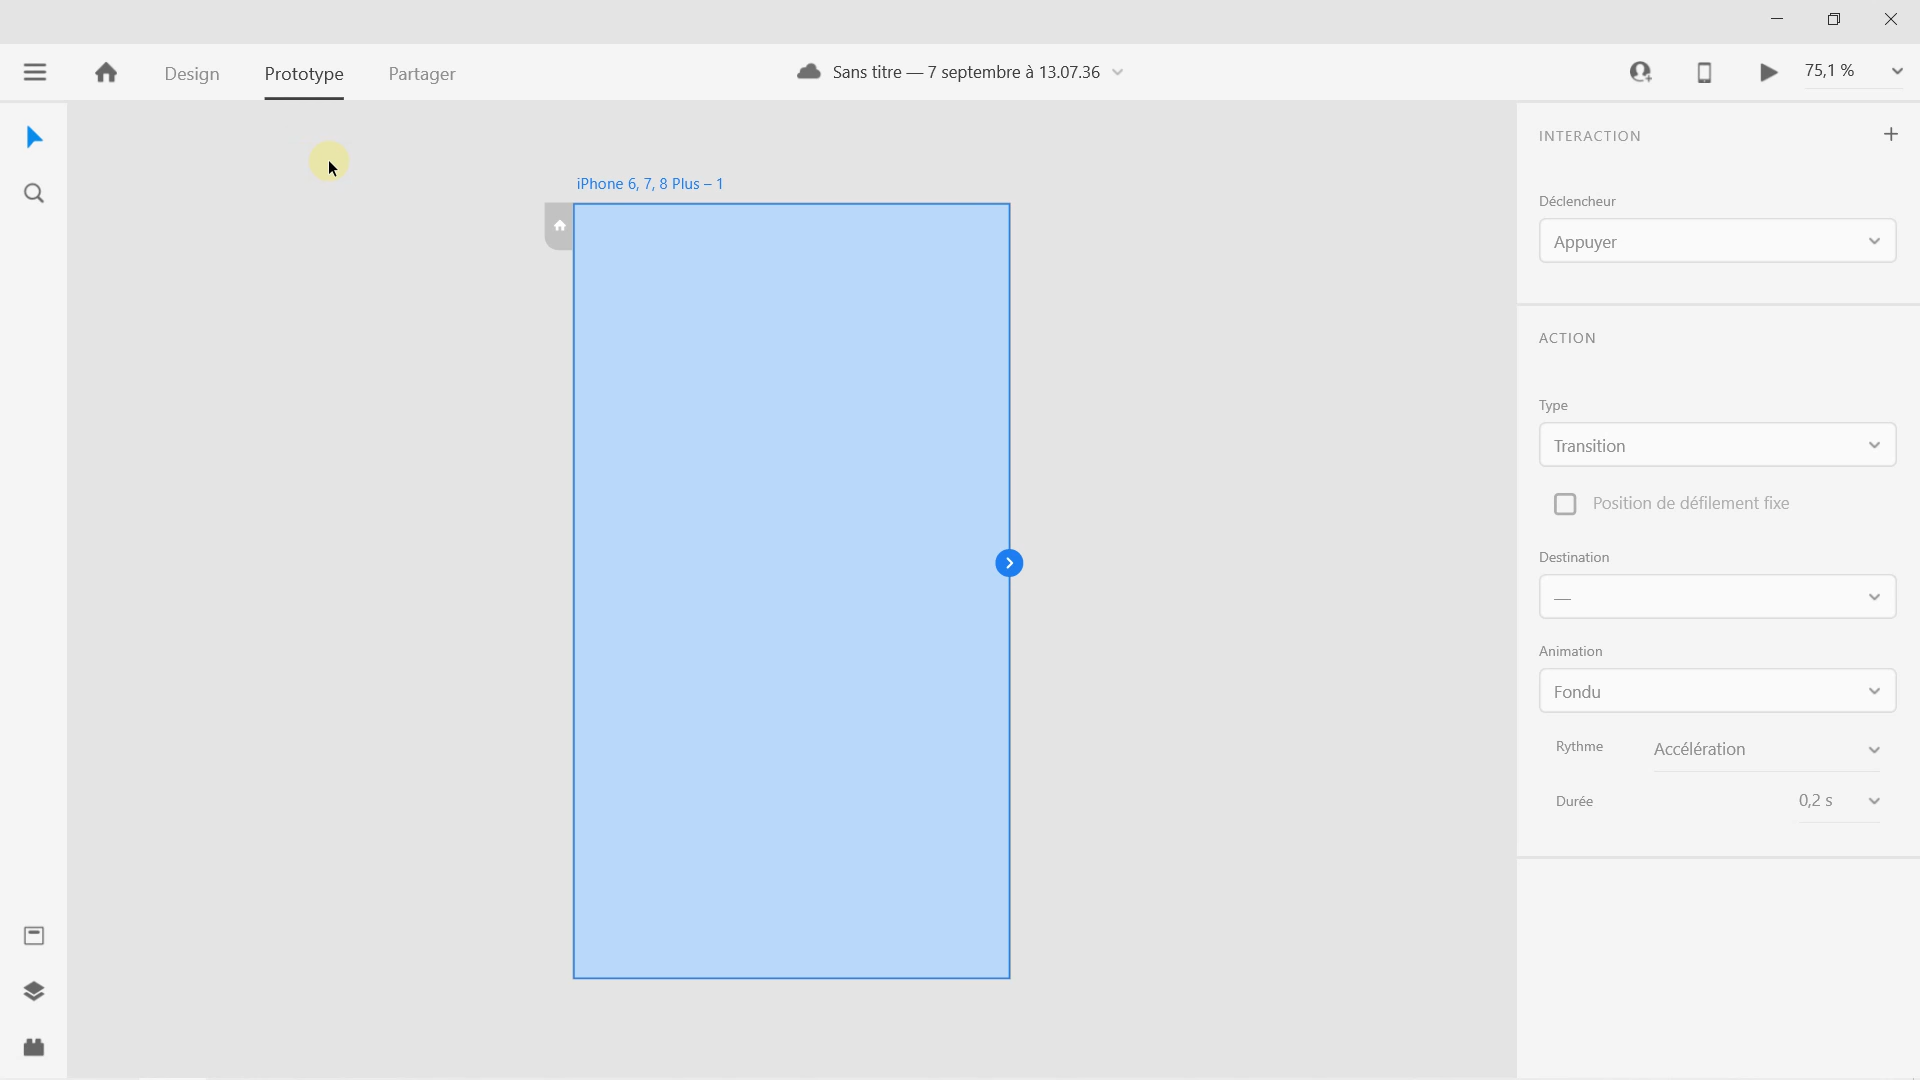 Design
Prototype
Partager
Sans titre — 7 septembre à 13.07.36
75,1 %
iPhone 6, 7, 8 Plus – 1
INTERACTION
Déclencheur
Appuyer
ACTION
Type
Transition
Position de défilement fixe
Destination
—
Animation
Fondu
Rythme
Accélération
Durée
0,2 s